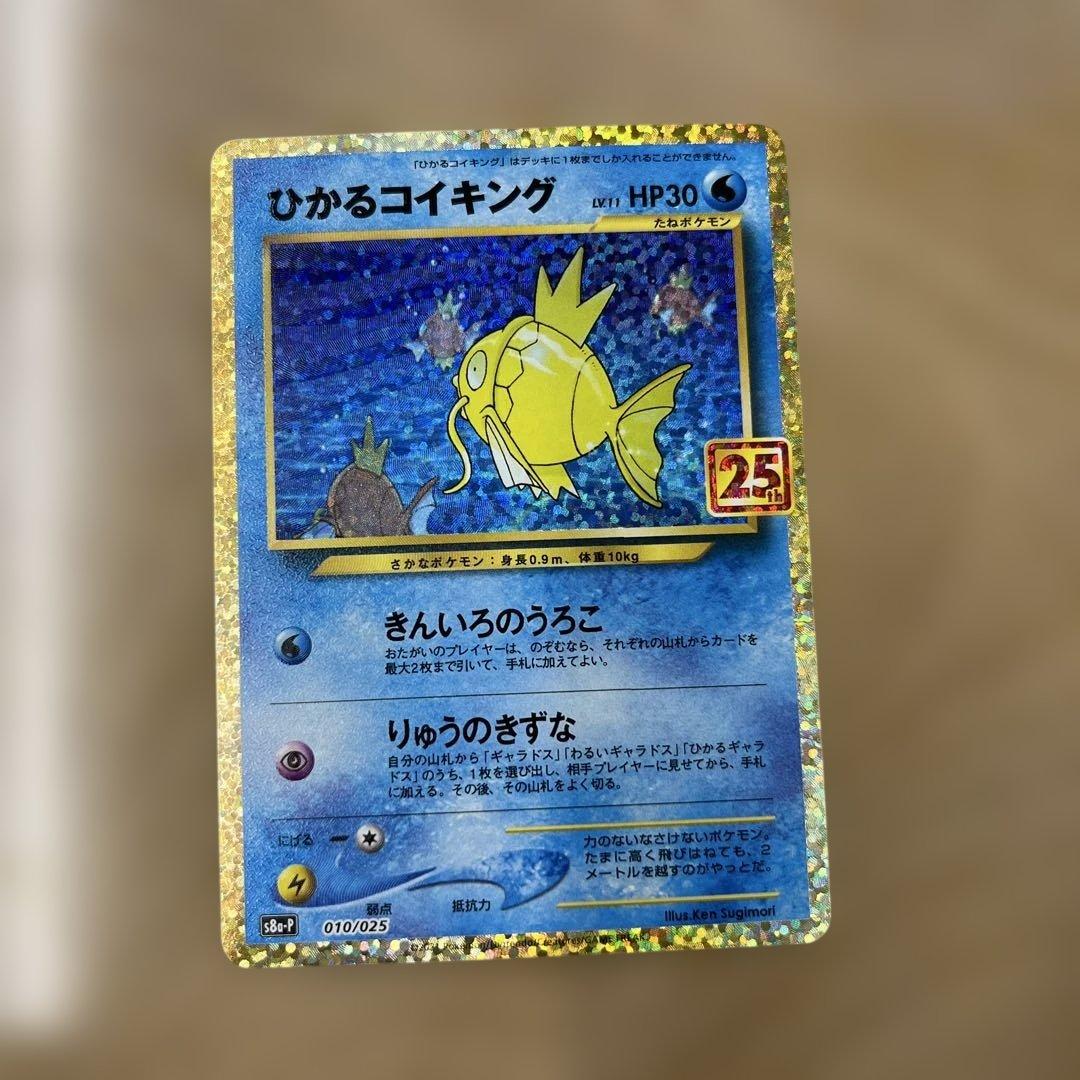 「ひかるコイキング」はデッキに1枚までしか入れることができません。
ひかるコイキング LV.11 HP30
たねポケモン
25th
さかなポケモン：身長0.9m、体重10kg
きんいろのうろこ
おたがいのプレイヤーは、のぞむなら、それぞれの山札からカードを
最大2枚まで引いて、手札に加えてよい。
りゅうのきずな
自分の山札から「ギャラドス」「わるいギャラドス」「ひかるギャラ
ドス」のうち、1枚を選び出し、相手プレイヤーに見せてから、手札
に加える。その後、その山札をよく切る。
にげる
力のないなさけないポケモン。
たまに高く飛びはねても、2
メートルを越すのがやっとだ。
弱点 抵抗力
Illus.Ken Sugimori
s8a-P 010/025